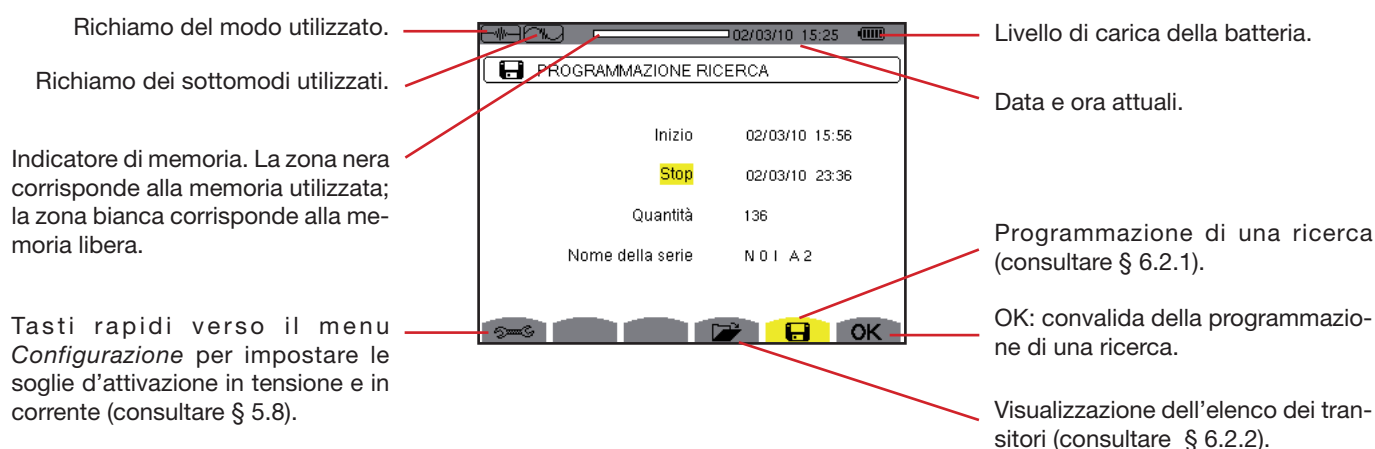 Richiamo del modo utilizzato.
Richiamo dei sottomodi utilizzati.
Indicatore di memoria. La zona nera
corrisponde alla memoria utilizzata;
la zona bianca corrisponde alla me-
moria libera.
Tasti rapidi verso il menu
Configurazione per impostare le
soglie d'attivazione in tensione e in
corrente (consultare § 5.8).
02/03/10 15:25
PROGRAMMAZIONE RICERCA
Inizio 02/03/10 15:56
Stop 02/03/10 23:36
Quantità 136
Nome della serie N 0 I A 2
OK
Livello di carica della batteria.
Data e ora attuali.
Programmazione di una ricerca
(consultare § 6.2.1).
OK: convalida della programmazio-
ne di una ricerca.
Visualizzazione dell'elenco dei tran-
sitori (consultare § 6.2.2).